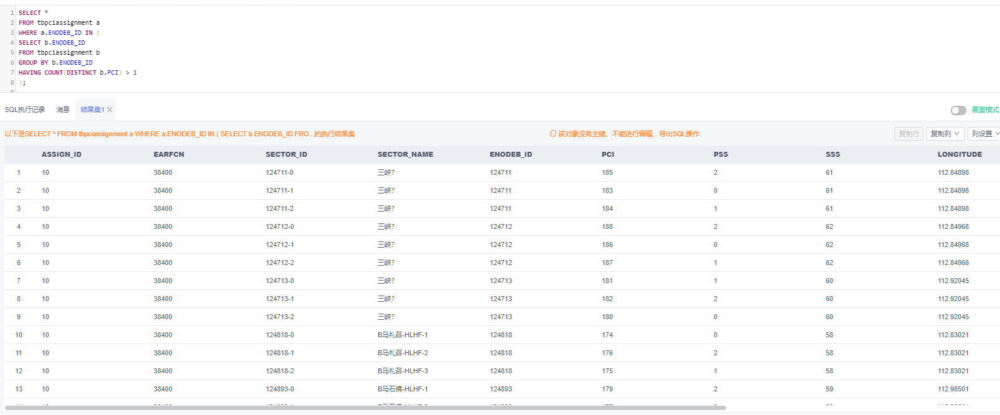 1 SELECT *
2 FROM tbpciassignment a
3 WHERE a.ENODEB_ID IN (
4 SELECT b.ENODEB_ID
5 FROM tbpciassignment b
6 GROUP BY b.ENODEB_ID
7 HAVING COUNT(DISTINCT b.PCI) > 1
8 );
SQL执行记录 消息 结果集1 × 覆盖模式
以下是SELECT * FROM tbpciassignment a WHERE a.ENODEB_ID IN ( SELECT b.ENODEB_ID FRO...的执行结果集 该对象没有主键，不能进行编辑、导出SQL操作 复制行 复制列 列设置
ASSIGN_ID EARFCN SECTOR_ID SECTOR_NAME ENODEB_ID PCI PSS SSS LONGITUDE
1 10 38400 124711-0 三峡? 124711 185 2 61 112.84898
2 10 38400 124711-1 三峡? 124711 183 0 61 112.84898
3 10 38400 124711-2 三峡? 124711 184 1 61 112.84898
4 10 38400 124712-0 三峡? 124712 188 2 62 112.84968
5 10 38400 124712-1 三峡? 124712 186 0 62 112.84968
6 10 38400 124712-2 三峡? 124712 187 1 62 112.84968
7 10 38400 124713-0 三峡? 124713 181 1 60 112.92045
8 10 38400 124713-1 三峡? 124713 182 2 60 112.92045
9 10 38400 124713-2 三峡? 124713 180 0 60 112.92045
10 10 38400 124818-0 B马礼召-HLHF-1 124818 174 0 58 112.83021
11 10 38400 124818-1 B马礼召-HLHF-2 124818 176 2 58 112.83021
12 10 38400 124818-2 B马礼召-HLHF-3 124818 175 1 58 112.83021
13 10 38400 124893-0 B马石佛-HLHF-1 124893 179 2 59 112.98501